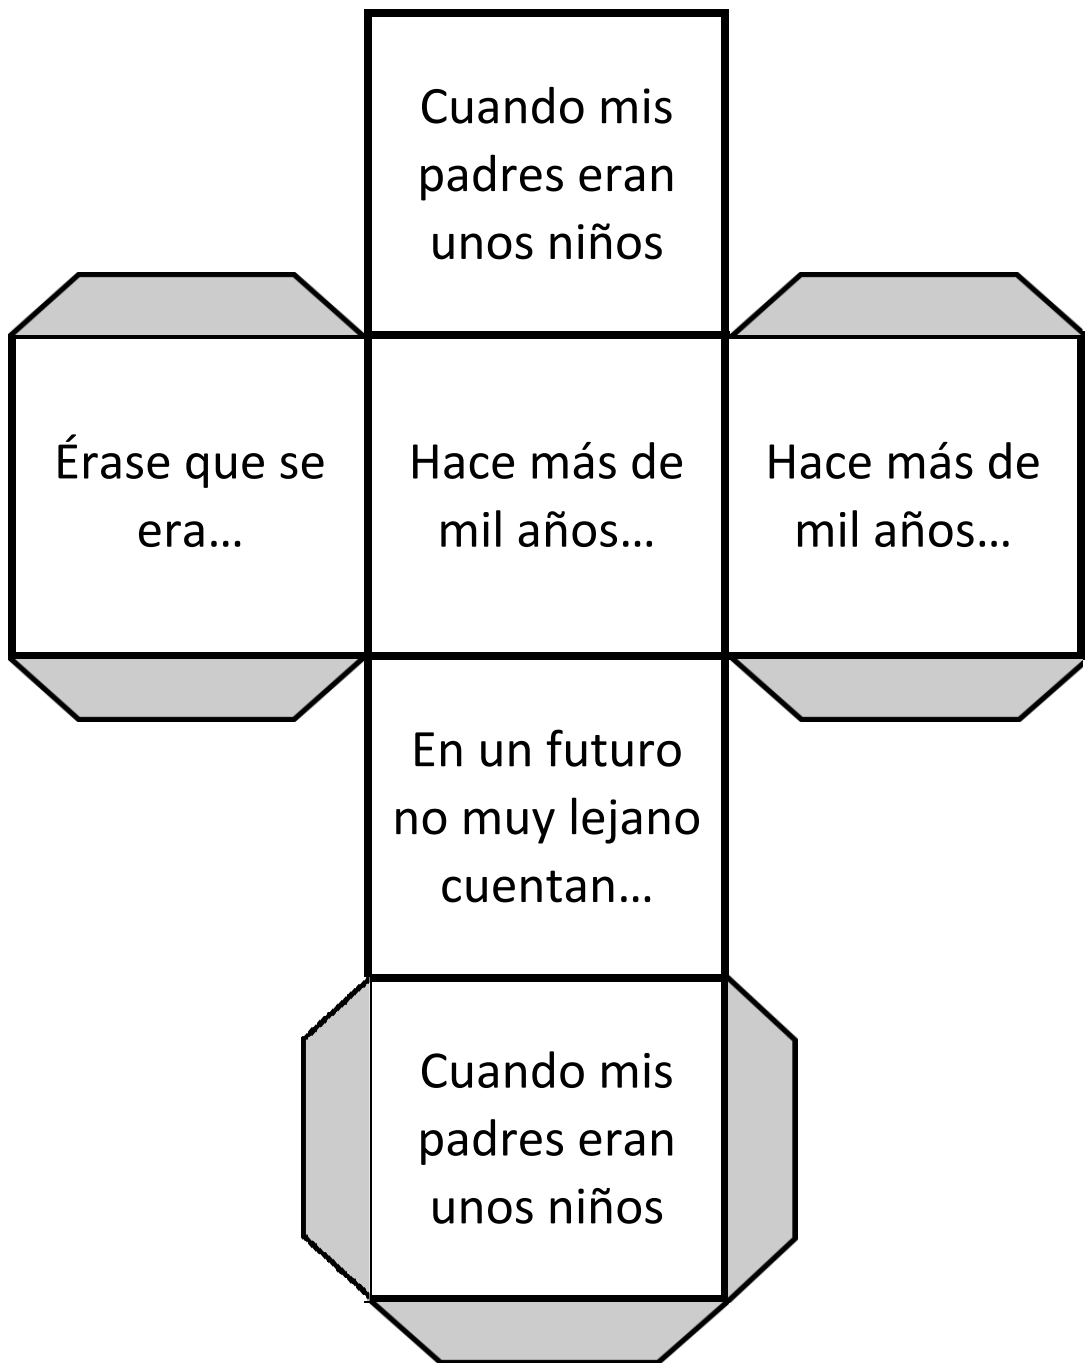 Cuando mis
padres eran
unos niños
Érase que se
era…
Hace más de
mil años…
Hace más de
mil años…
En un futuro
no muy lejano
cuentan…
Cuando mis
padres eran
unos niños